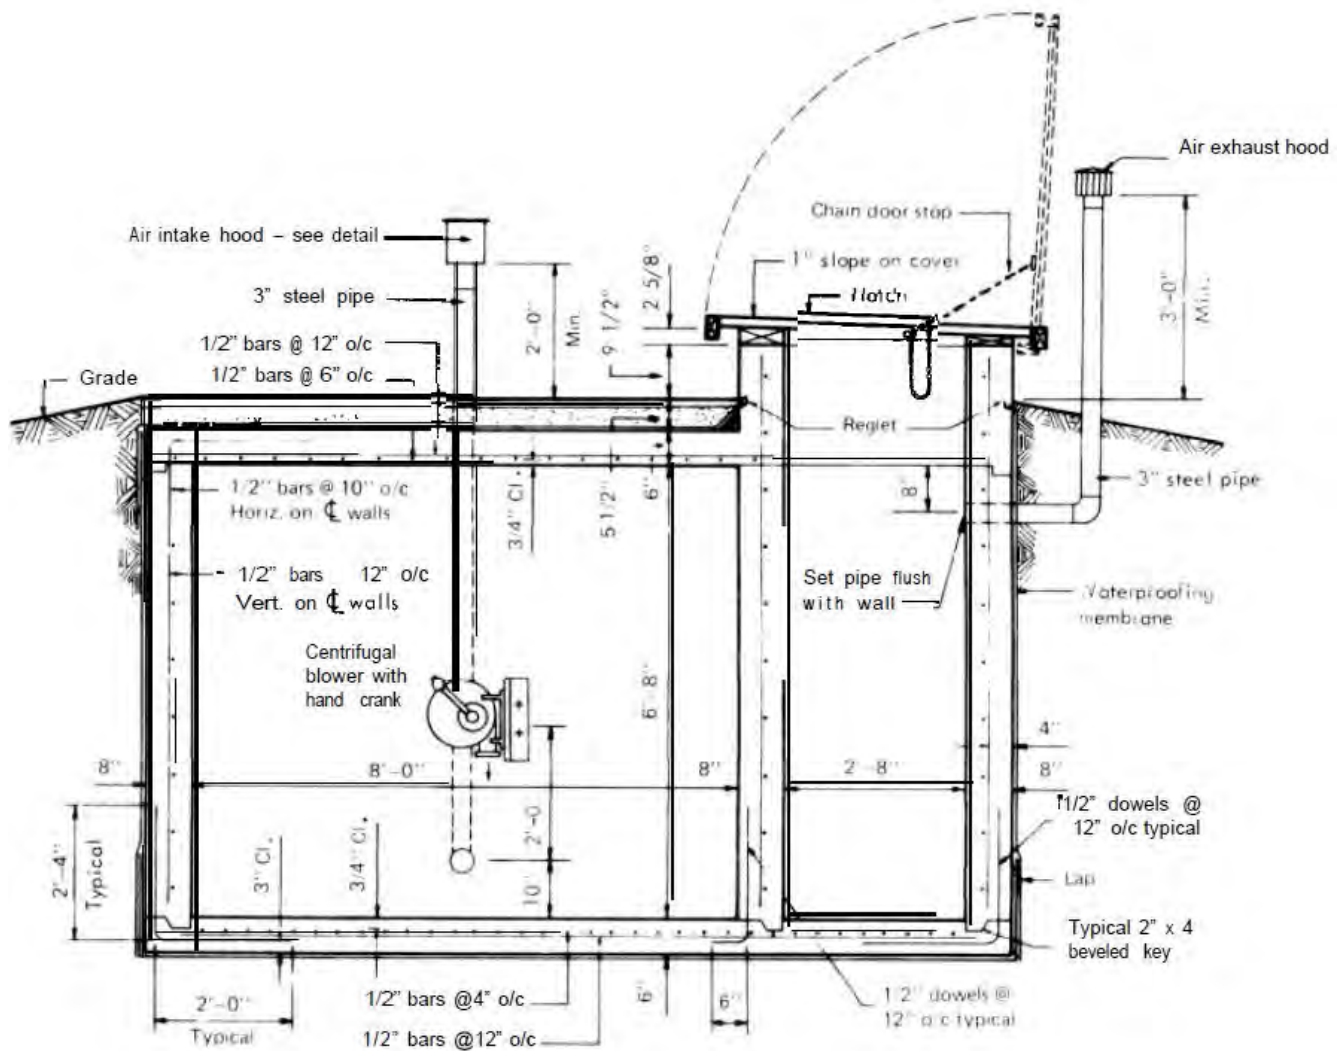 Air exhaust hood
Chain door stop
Air intake hood – see detail
1" slope on cover
2 5/8"
3" steel pipe
Hatch
2'-0"
Min.
9 1/2"
3'-0"
Min.
1/2" bars @ 12" o/c
1/2" bars @ 6" o/c
Grade
Reglet
1/2" bars @ 10" o/c
Horiz. on ℄ walls
3/4" Cl.
5 1/2"
6"
8"
3" steel pipe
1/2" bars 12" o/c
Vert. on ℄ walls
Set pipe flush
with wall
Waterproofing
membrane
Centrifugal
blower with
hand crank
6'-8"
4"
8"
8'-0"
8"
2'-8"
8"
1/2" dowels @
12" o/c typical
2'-4"
Typical
3" Cl.
3/4" Cl.
2'-0
10"
Lap
Typical 2" x 4
beveled key
2'-0"
Typical
1/2" bars @4" o/c
1/2" bars @12" o/c
6"
6"
1/2" dowels @
12" o/c typical